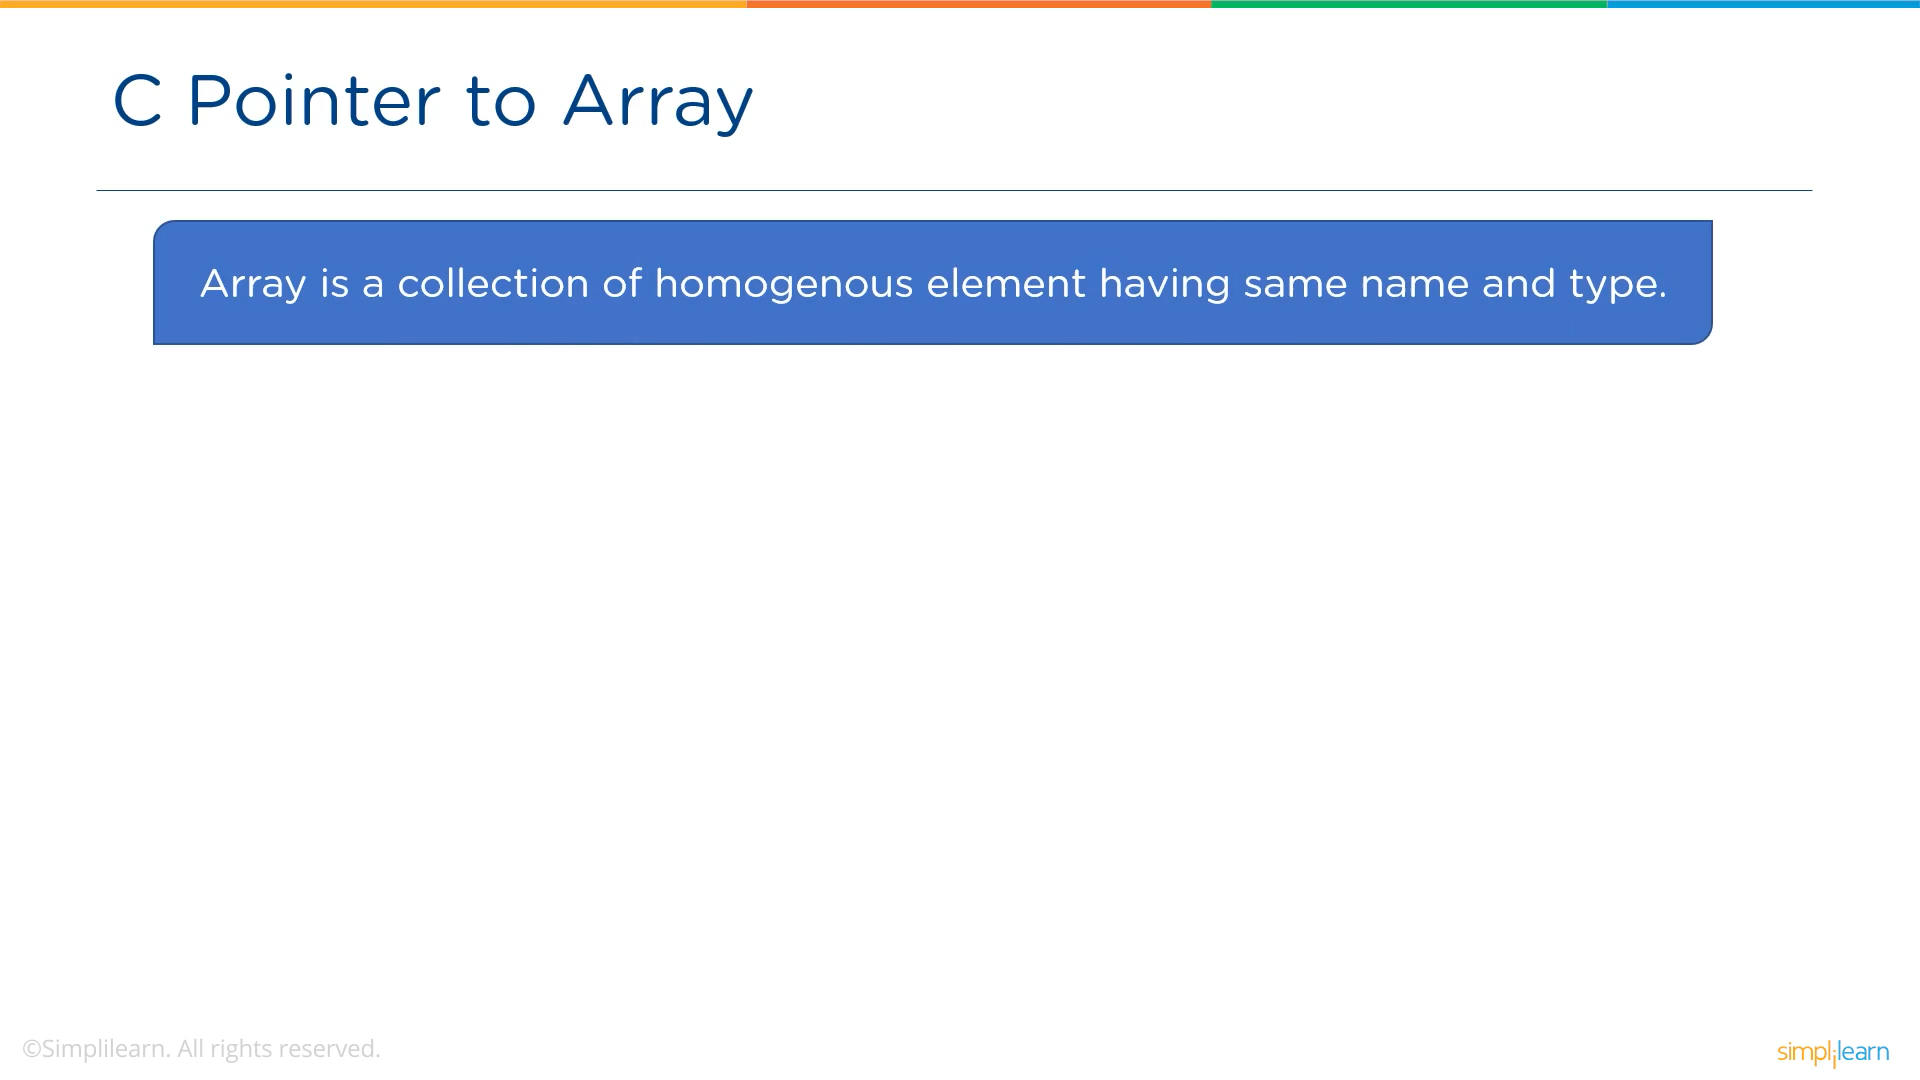 C Pointer to Array
Array is a collection of homogenous element having same name and type.
©Simplilearn. All rights reserved.
simplilearn